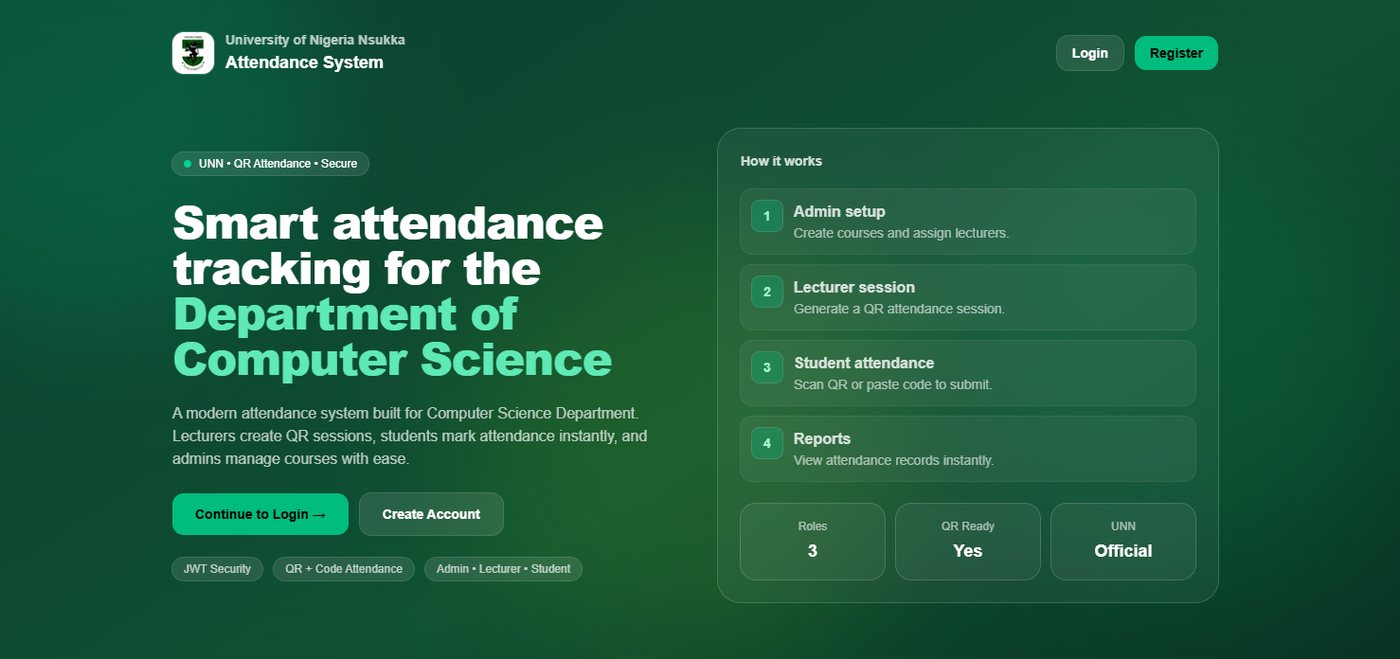 University of Nigeria Nsukka
Attendance System
Login
Register
UNN • QR Attendance • Secure
Smart attendance
tracking for the
Department of
Computer Science
A modern attendance system built for Computer Science Department.
Lecturers create QR sessions, students mark attendance instantly, and
admins manage courses with ease.
Continue to Login →
Create Account
JWT Security
QR + Code Attendance
Admin • Lecturer • Student
How it works
1
Admin setup
Create courses and assign lecturers.
2
Lecturer session
Generate a QR attendance session.
3
Student attendance
Scan QR or paste code to submit.
4
Reports
View attendance records instantly.
Roles
3
QR Ready
Yes
UNN
Official